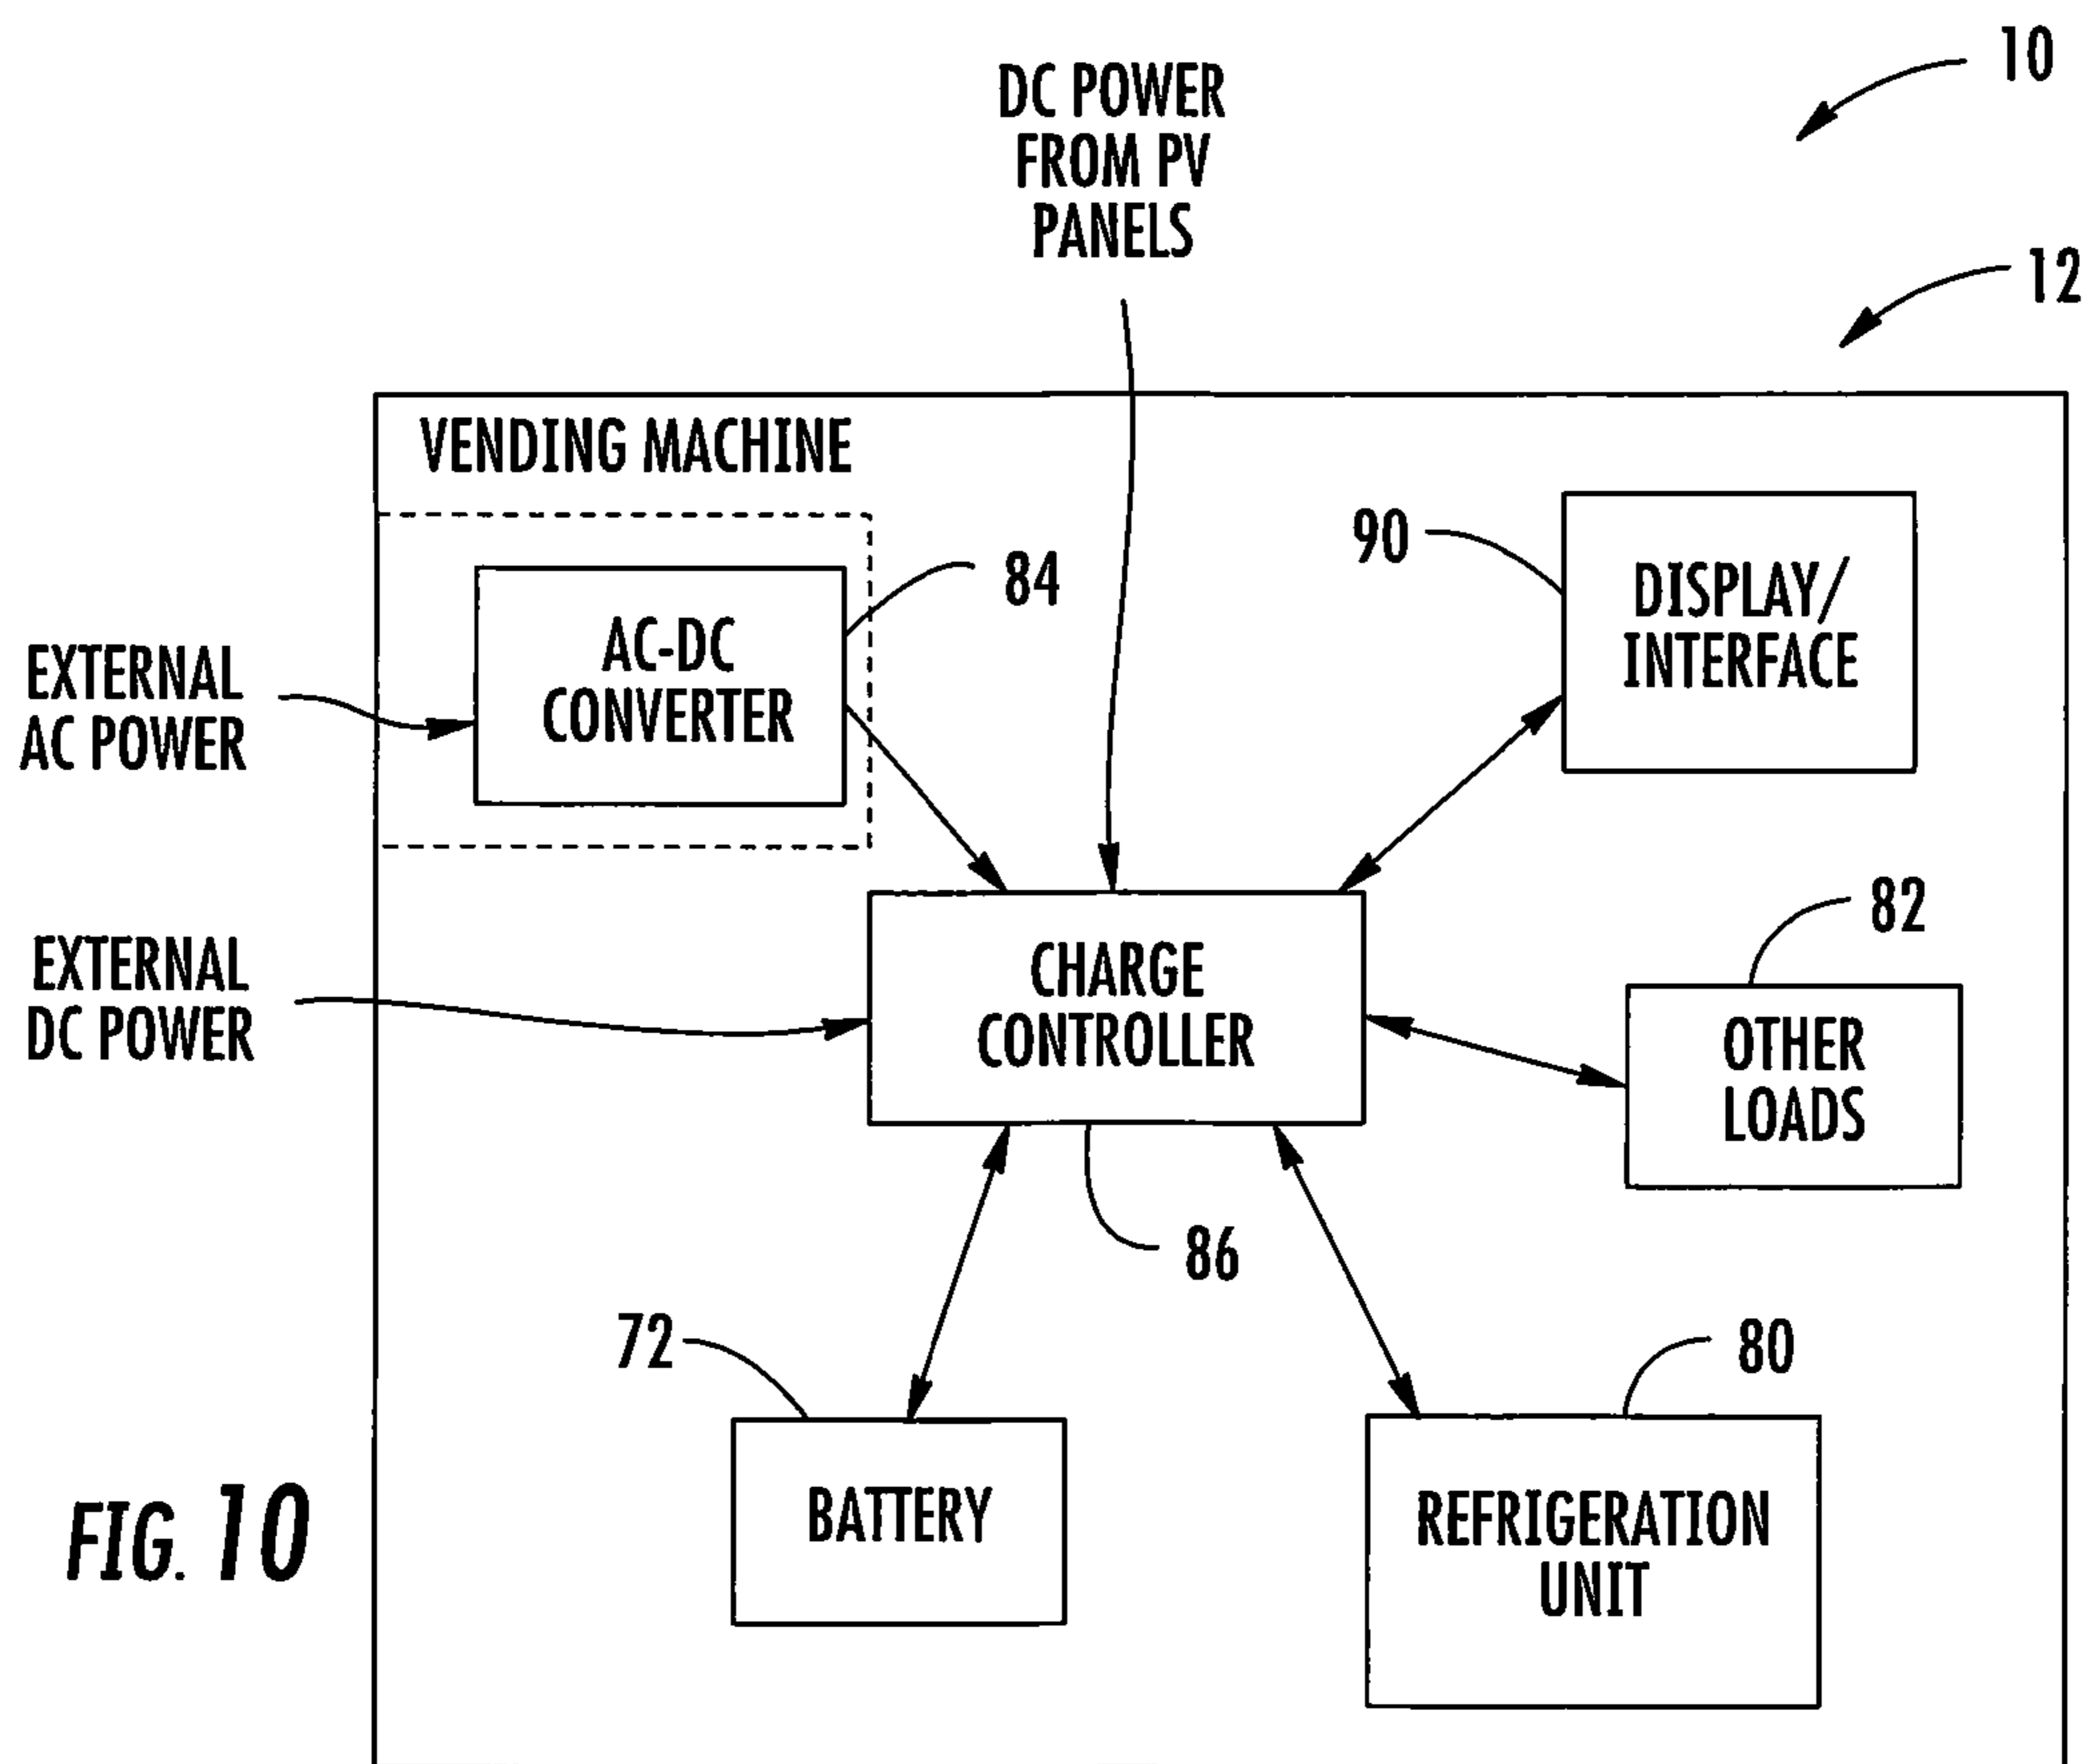 10
DC POWER
FROM PV
PANELS
12
VENDING MACHINE
90
DISPLAY/
INTERFACE
84
AC-DC
CONVERTER
EXTERNAL
AC POWER
82
EXTERNAL
DC POWER
CHARGE
CONTROLLER
OTHER
LOADS
86
72
80
BATTERY
REFRIGERATION
UNIT
FIG. 10